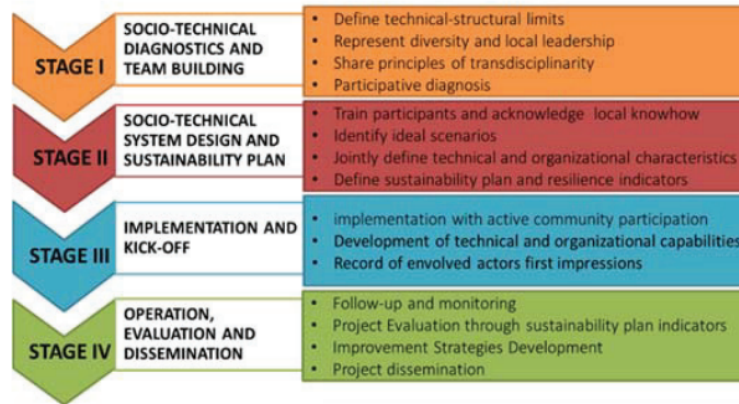 STAGE I
SOCIO-TECHNICAL
DIAGNOSTICS AND
TEAM BUILDING
• Define technical-structural limits
• Represent diversity and local leadership
• Share principles of transdisciplinarity
• Participative diagnosis
STAGE II
SOCIO-TECHNICAL
SYSTEM DESIGN AND
SUSTAINABILITY PLAN
• Train participants and acknowledge local knowhow
• Identify ideal scenarios
• Jointly define technical and organizational characteristics
• Define sustainability plan and resilience indicators
STAGE III
IMPLEMENTATION AND
KICK-OFF
• implementation with active community participation
• Development of technical and organizational capabilities
• Record of envolved actors first impressions
STAGE IV
OPERATION,
EVALUATION AND
DISSEMINATION
• Follow-up and monitoring
• Project Evaluation through sustainability plan indicators
• Improvement Strategies Development
• Project dissemination